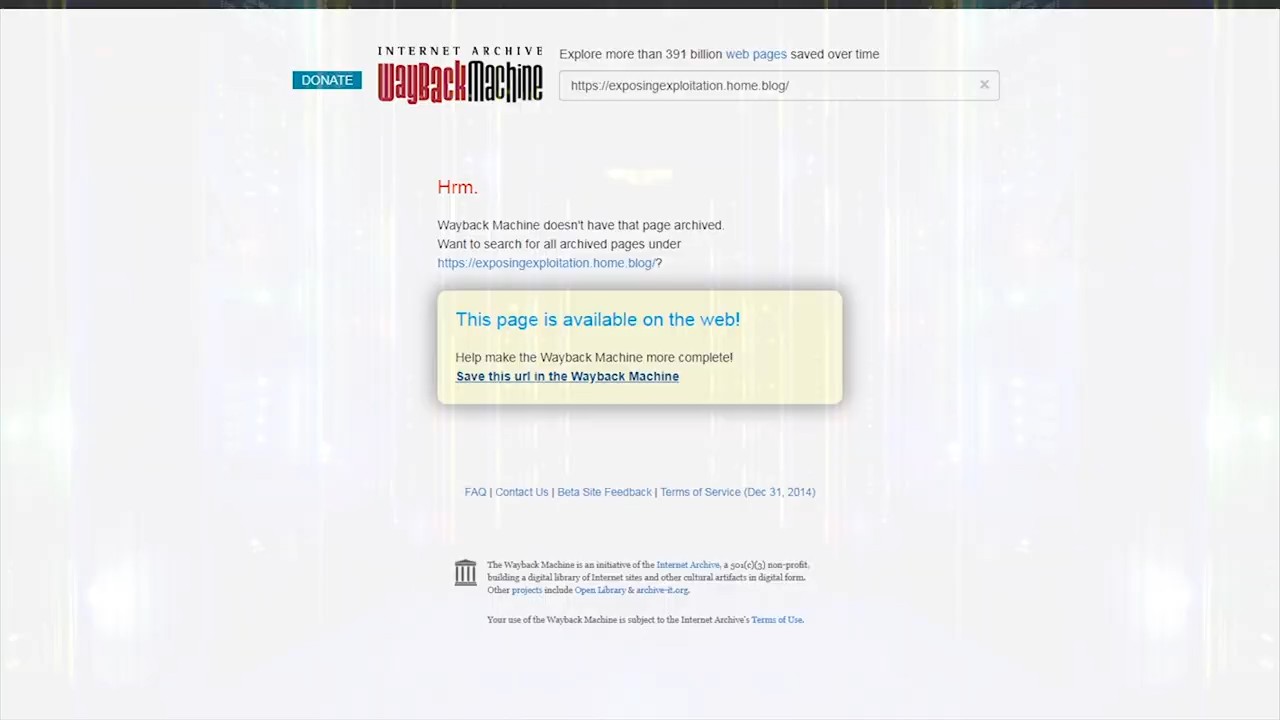 INTERNET ARCHIVE
WayBackMachine
DONATE
Explore more than 391 billion web pages saved over time
https://exposingexploitation.home.blog/ ×
Hrm.
Wayback Machine doesn't have that page archived.
Want to search for all archived pages under
https://exposingexploitation.home.blog/?
This page is available on the web!
Help make the Wayback Machine more complete!
Save this url in the Wayback Machine
FAQ | Contact Us | Beta Site Feedback | Terms of Service (Dec 31, 2014)
The Wayback Machine is an initiative of the Internet Archive, a 501(c)(3) non-profit,
building a digital library of Internet sites and other cultural artifacts in digital form.
Other projects include Open Library & archive-it.org.
Your use of the Wayback Machine is subject to the Internet Archive's Terms of Use.